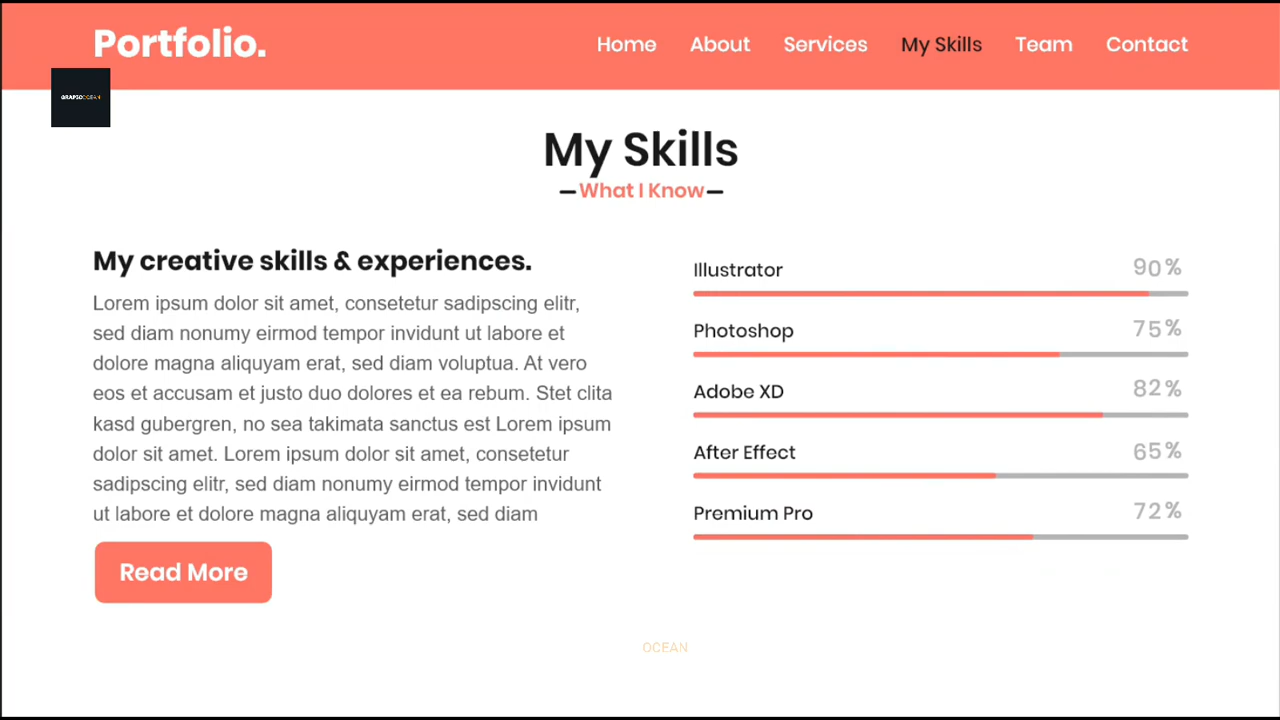 Portfolio.
Home About Services My Skills Team Contact
GRAPIOOCEAN
My Skills
What I Know
My creative skills & experiences.
Lorem ipsum dolor sit amet, consetetur sadipscing elitr,
sed diam nonumy eirmod tempor invidunt ut labore et
dolore magna aliquyam erat, sed diam voluptua. At vero
eos et accusam et justo duo dolores et ea rebum. Stet clita
kasd gubergren, no sea takimata sanctus est Lorem ipsum
dolor sit amet. Lorem ipsum dolor sit amet, consetetur
sadipscing elitr, sed diam nonumy eirmod tempor invidunt
ut labore et dolore magna aliquyam erat, sed diam
Read More
Illustrator 90%
Photoshop 75%
Adobe XD 82%
After Effect 65%
Premium Pro 72%
OCEAN